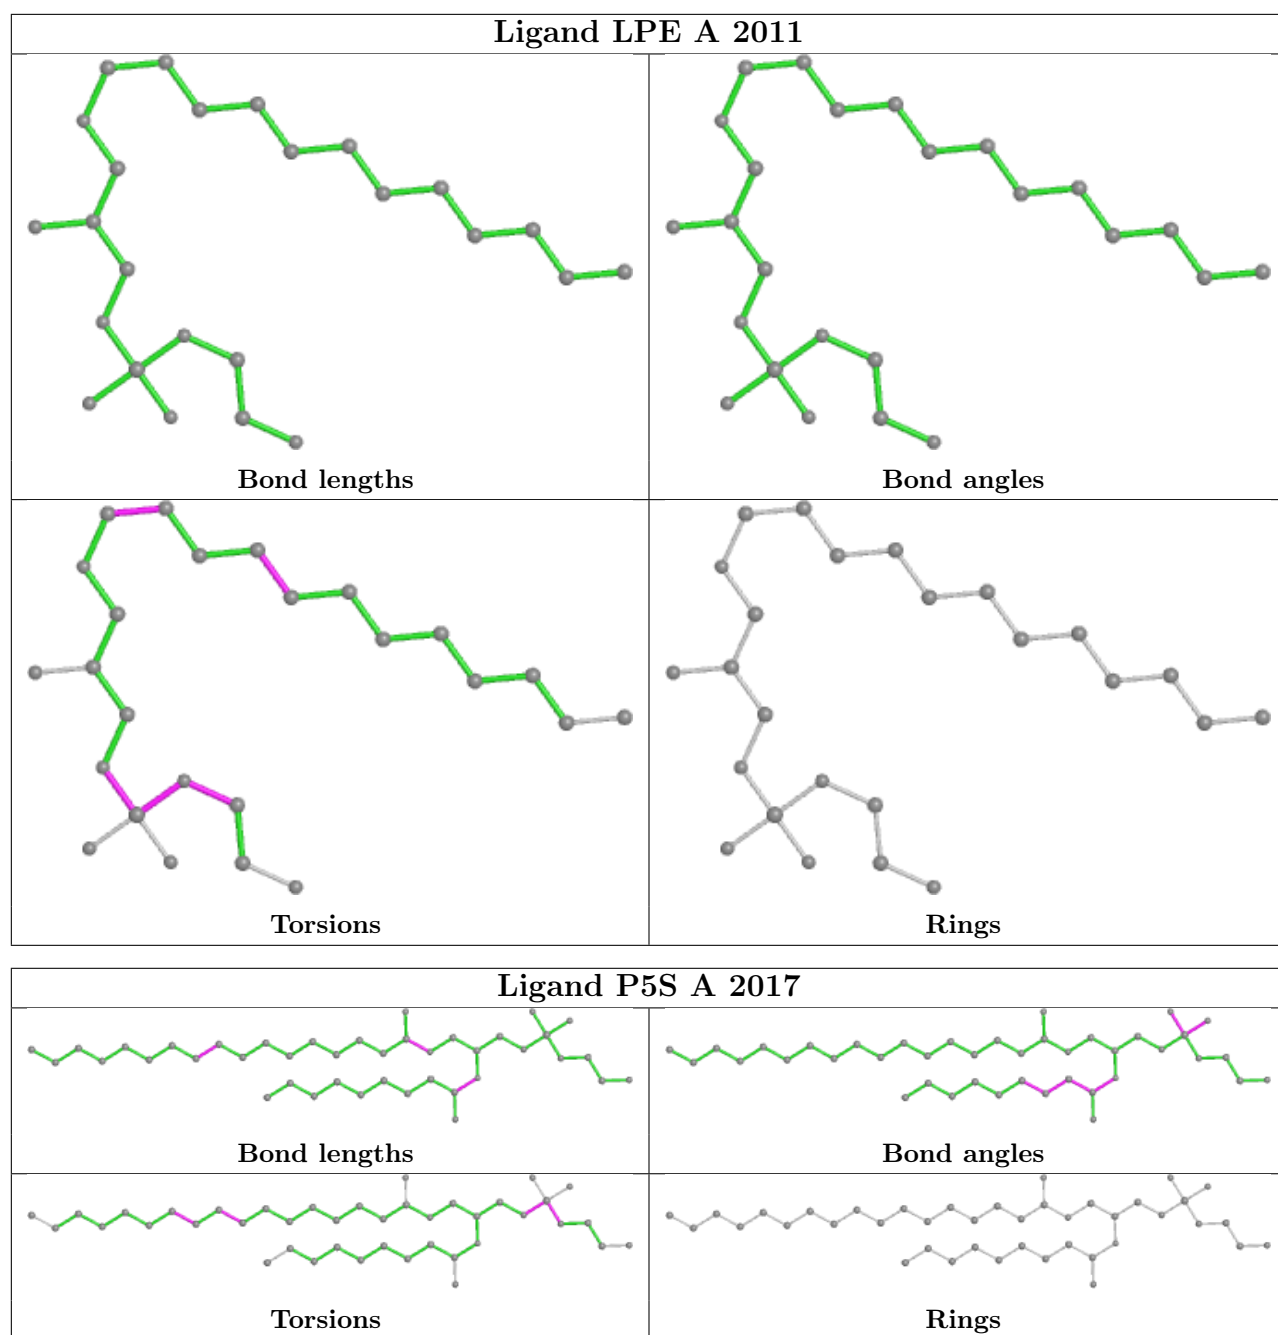 Ligand LPE A 2011
Bond lengths
Bond angles
Torsions
Rings
Ligand P5S A 2017
Bond lengths
Bond angles
Torsions
Rings